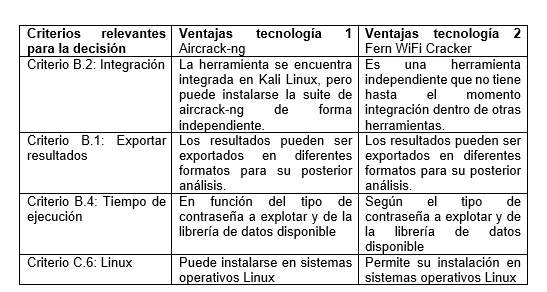 Criterios relevantes para la decisión
Ventajas tecnología 1
Aircrack-ng
Ventajas tecnología 2
Fern WiFi Cracker
Criterio B.2: Integración
La herramienta se encuentra
integrada en Kali Linux, pero
puede instalarse la suite de
aircrack-ng de forma
independiente.
Es una herramienta
independiente que no tiene
hasta el momento
integración dentro de otras
herramientas.
Criterio B.1: Exportar
resultados
Los resultados pueden ser
exportados en diferentes
formatos para su posterior
análisis.
Los resultados pueden ser
exportados en diferentes
formatos para su posterior
análisis.
Criterio B.4: Tiempo de
ejecución
En función del tipo de
contraseña a explotar y de la
librería de datos disponible
Según el tipo de
contraseña a explotar y de
la librería de datos
disponible
Criterio C.6: Linux
Puede instalarse en sistemas
operativos Linux
Permite su instalación en
sistemas operativos Linux